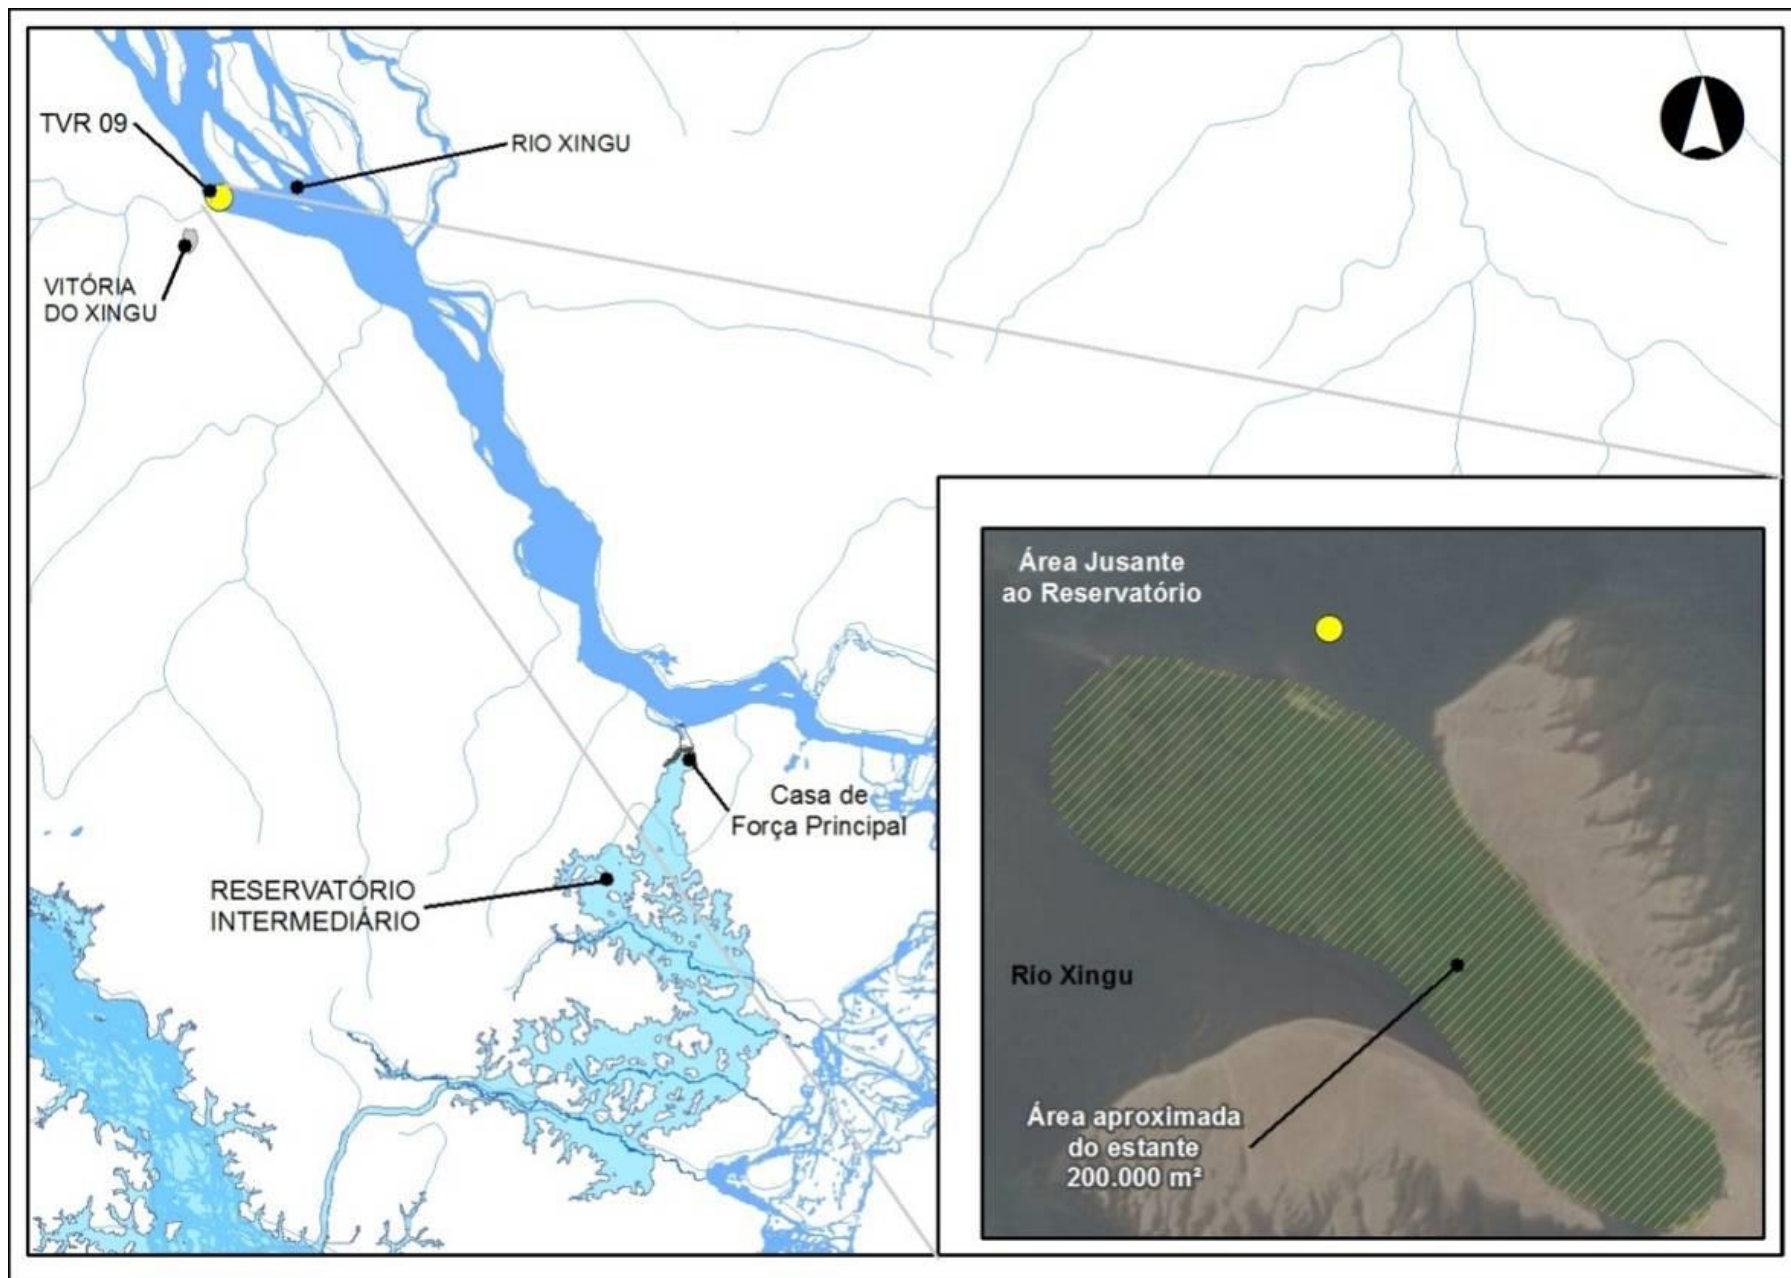 TVR 09
RIO XINGU
VITÓRIA
DO XINGU
Casa de
Força Principal
RESERVATÓRIO
INTERMEDIÁRIO
Área Jusante
ao Reservatório
Rio Xingu
Área aproximada
do estante
200.000 m²